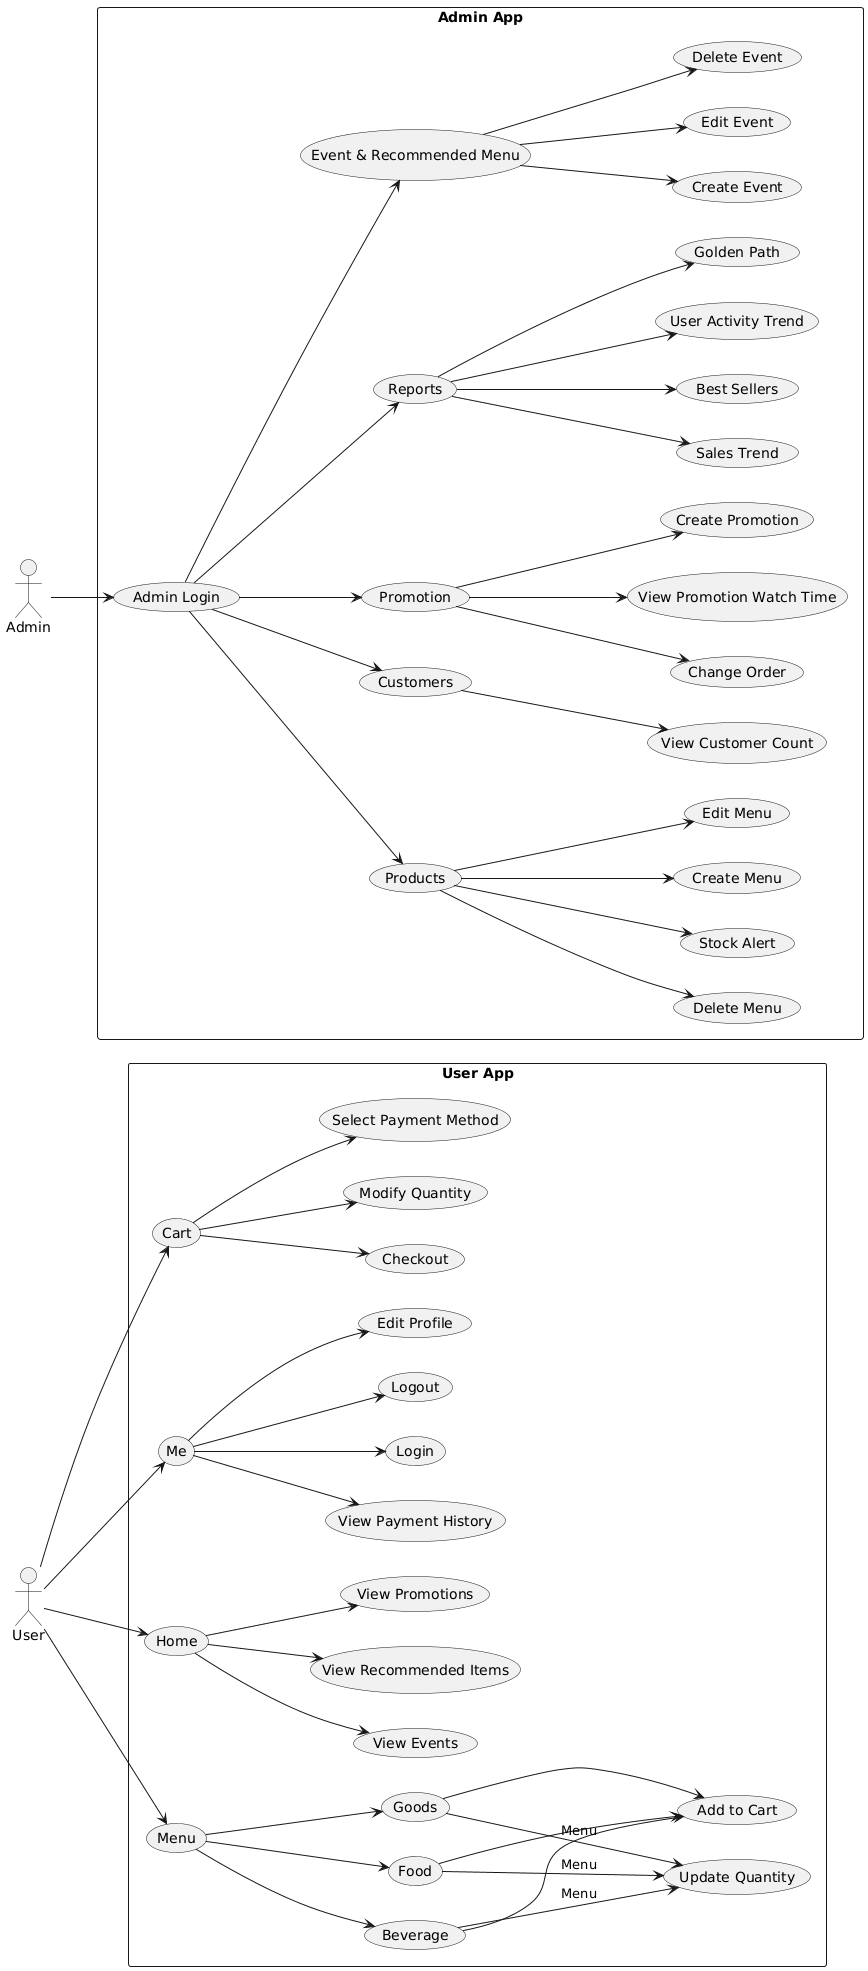 Admin App
Delete Event
Edit Event
Event & Recommended Menu
Create Event
Golden Path
User Activity Trend
Reports
Best Sellers
Sales Trend
Create Promotion
Admin Login
Promotion
View Promotion Watch Time
Admin
Customers
Change Order
View Customer Count
Edit Menu
Products
Create Menu
Stock Alert
Delete Menu
User App
Select Payment Method
Modify Quantity
Cart
Checkout
Edit Profile
Logout
Me
Login
View Payment History
View Promotions
User
Home
View Recommended Items
View Events
Goods
Add to Cart
Menu
Menu
Food
Menu
Update Quantity
Menu
Beverage